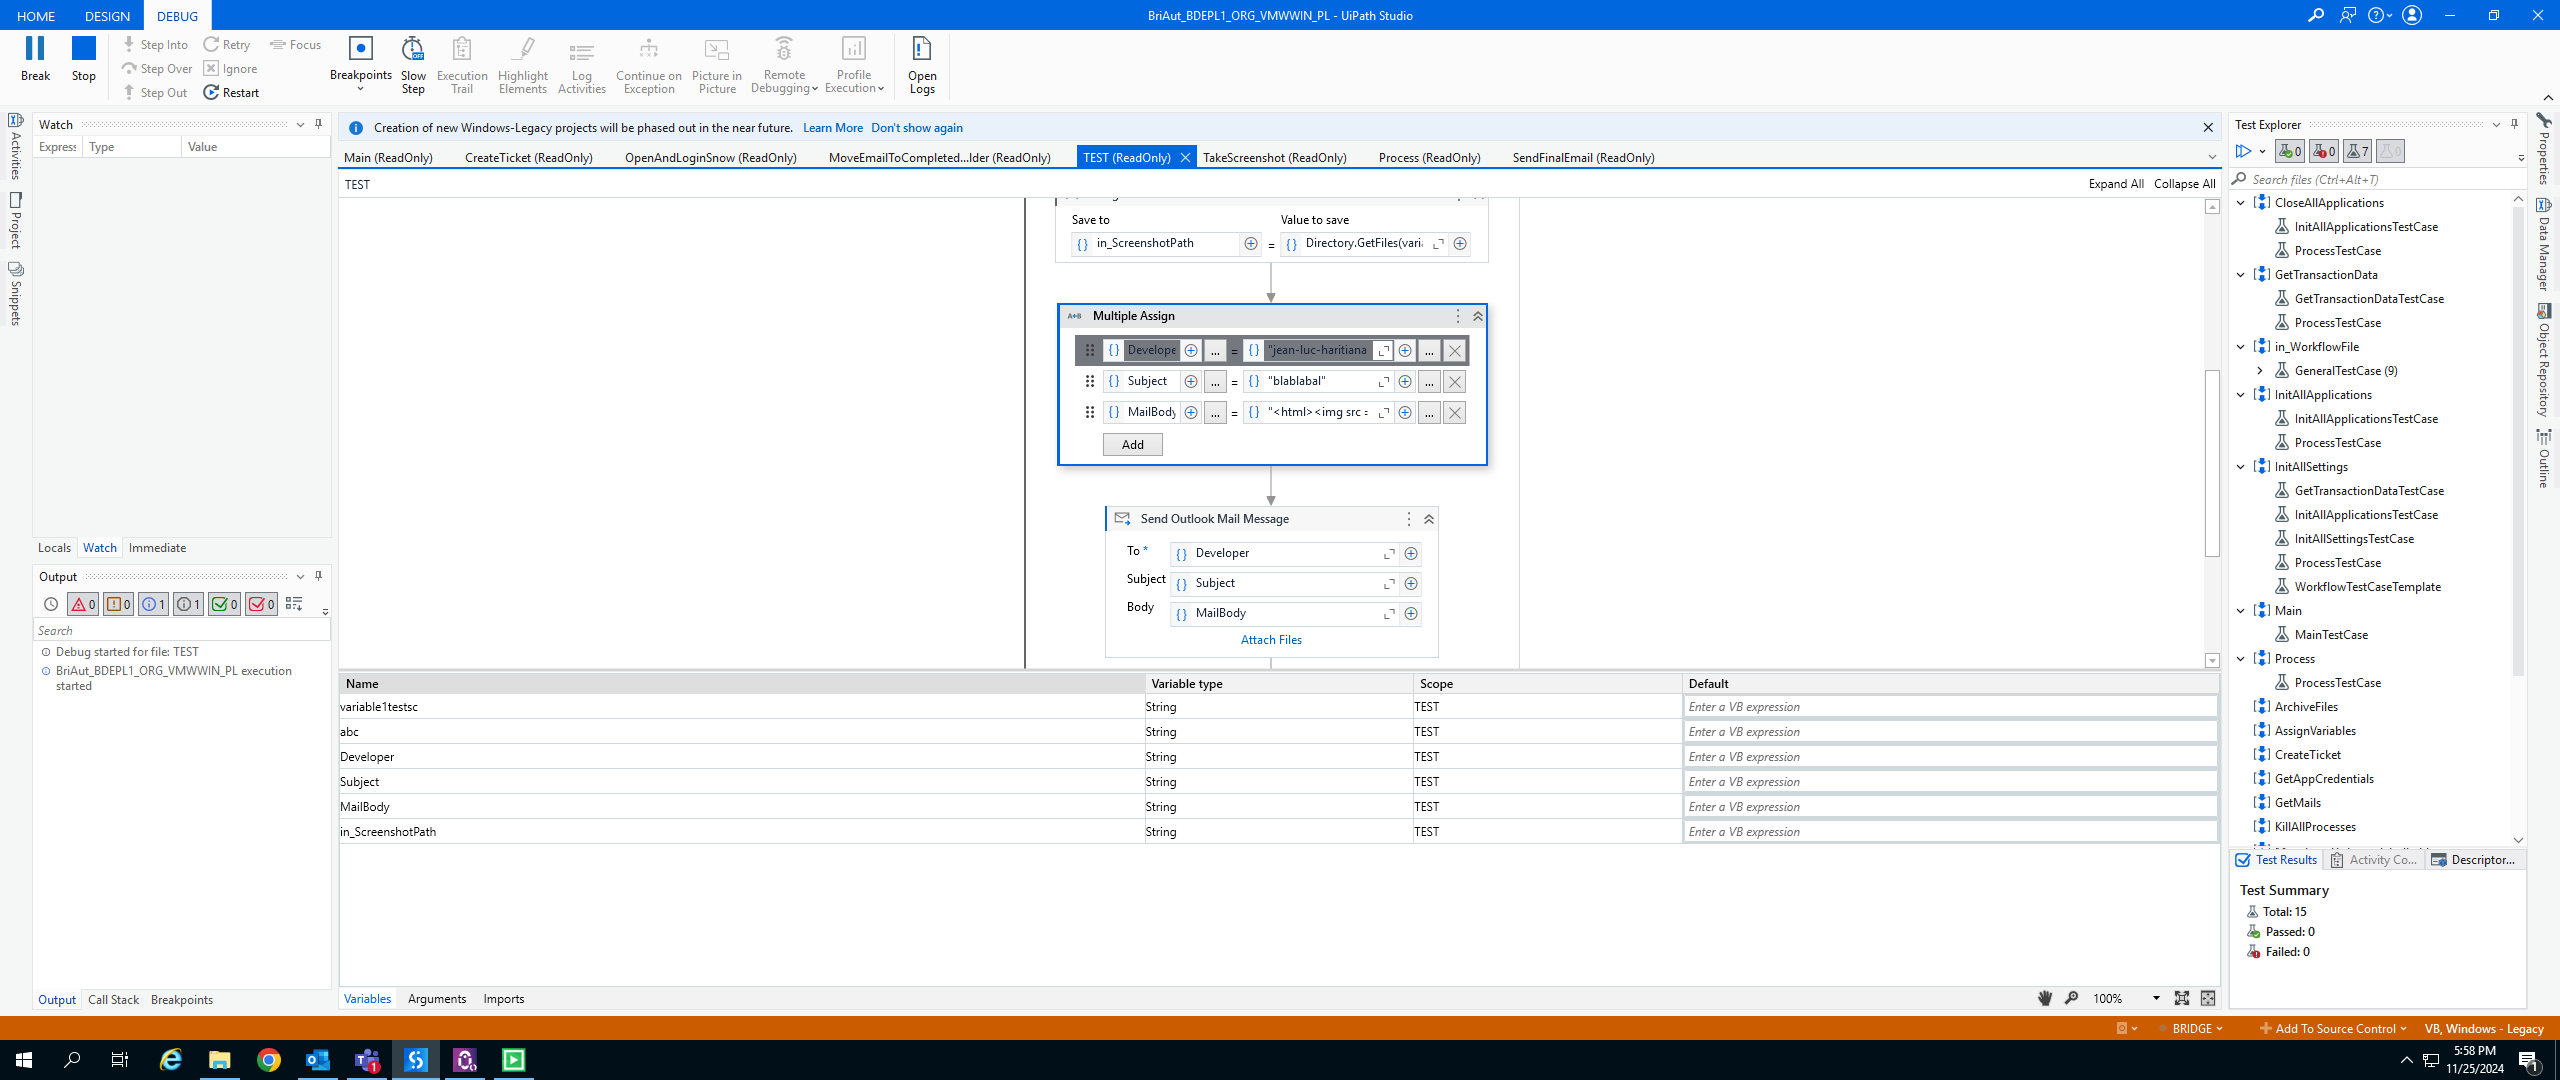 HOME DESIGN DEBUG BriAut_BDEPL1_ORG_VMWWIN_PL - UiPath Studio
Break Stop Step Into Step Over Step Out Retry Ignore Restart Focus Breakpoints Slow Step OFF Execution Trail Highlight Elements Log Activities Continue on Exception Picture in Picture Remote Debugging Profile Execution Open Logs
Activities
Project
Snippets
Watch
Express Type Value
Locals Watch Immediate
Output
0 0 1 1 0 0
Search
Debug started for file: TEST
BriAut_BDEPL1_ORG_VMWWIN_PL execution
started
Output Call Stack Breakpoints
Creation of new Windows-Legacy projects will be phased out in the near future. Learn More Don't show again
Main (ReadOnly) CreateTicket (ReadOnly) OpenAndLoginSnow (ReadOnly) MoveEmailToCompleted...lder (ReadOnly) TEST (ReadOnly) TakeScreenshot (ReadOnly) Process (ReadOnly) SendFinalEmail (ReadOnly)
TEST Expand All Collapse All
Save to Value to save
in_ScreenshotPath = Directory.GetFiles(varia
A+B Multiple Assign
Develope ... = "jean-luc-haritiana ...
Subject ... = "blablabal" ...
MailBody ... = "<html><img src = ...
Add
Send Outlook Mail Message
To * Developer
Subject Subject
Body MailBody
Attach Files
Name Variable type Scope Default
variable1testsc String TEST Enter a VB expression
abc String TEST Enter a VB expression
Developer String TEST Enter a VB expression
Subject String TEST Enter a VB expression
MailBody String TEST Enter a VB expression
in_ScreenshotPath String TEST Enter a VB expression
Variables Arguments Imports 100%
Test Explorer
0 0 7 0
Search files (Ctrl+Alt+T)
CloseAllApplications
InitAllApplicationsTestCase
ProcessTestCase
GetTransactionData
GetTransactionDataTestCase
ProcessTestCase
in_WorkflowFile
GeneralTestCase (9)
InitAllApplications
InitAllApplicationsTestCase
ProcessTestCase
InitAllSettings
GetTransactionDataTestCase
InitAllApplicationsTestCase
InitAllSettingsTestCase
ProcessTestCase
WorkflowTestCaseTemplate
Main
MainTestCase
Process
ProcessTestCase
ArchiveFiles
AssignVariables
CreateTicket
GetAppCredentials
GetMails
KillAllProcesses
Test Results Activity Co... Descriptor...
Test Summary
Total: 15
Passed: 0
Failed: 0
Properties
Data Manager
Object Repository
Outline
BRIDGE Add To Source Control VB, Windows - Legacy
5:58 PM
11/25/2024
1
1